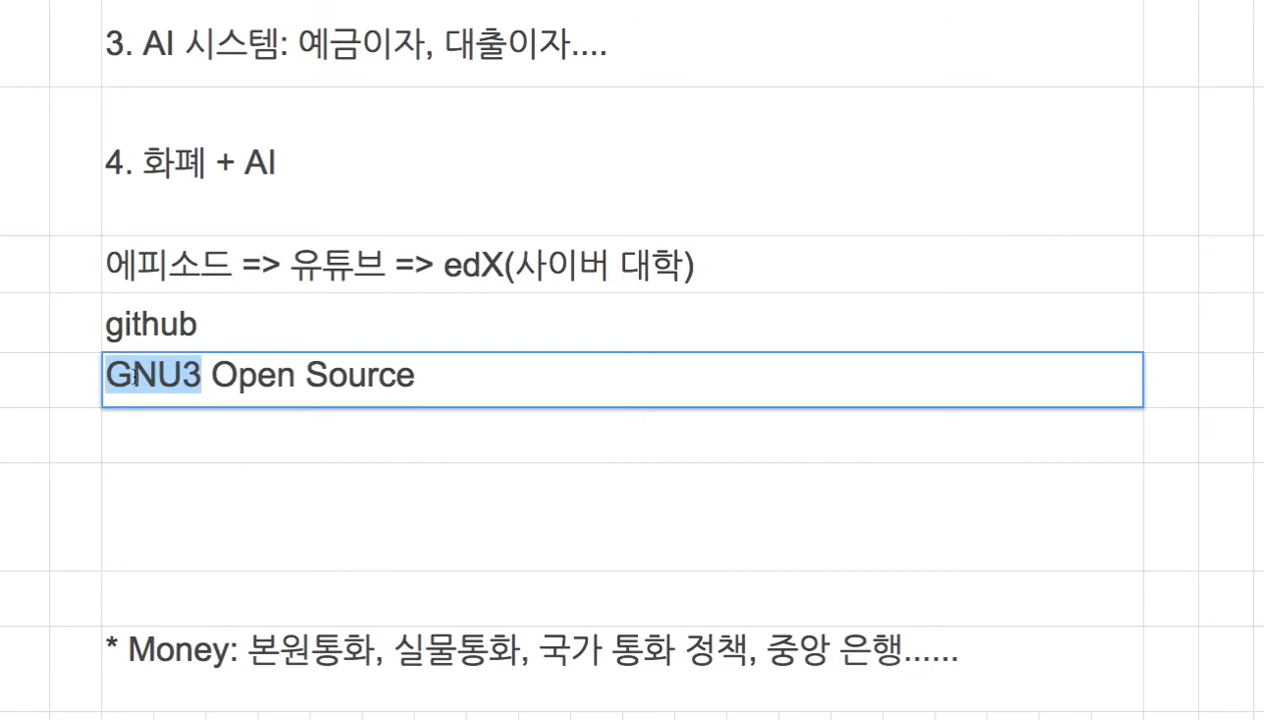 3. AI 시스템: 예금이자, 대출이자....
4. 화폐 + AI
에피소드 => 유튜브 => edX(사이버 대학)
github
GNU3 Open Source
* Money: 본원통화, 실물통화, 국가 통화 정책, 중앙 은행......